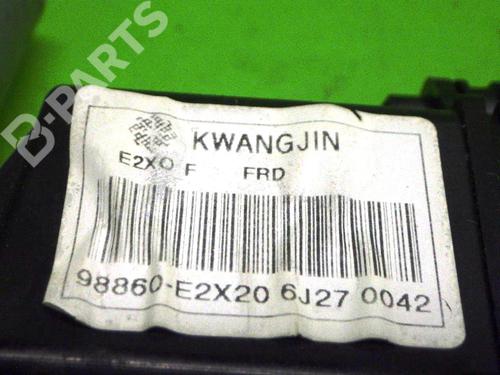 B-PARTS
KWANGJIN
E2XO F FRD
98860-E2X20 6J27 0042